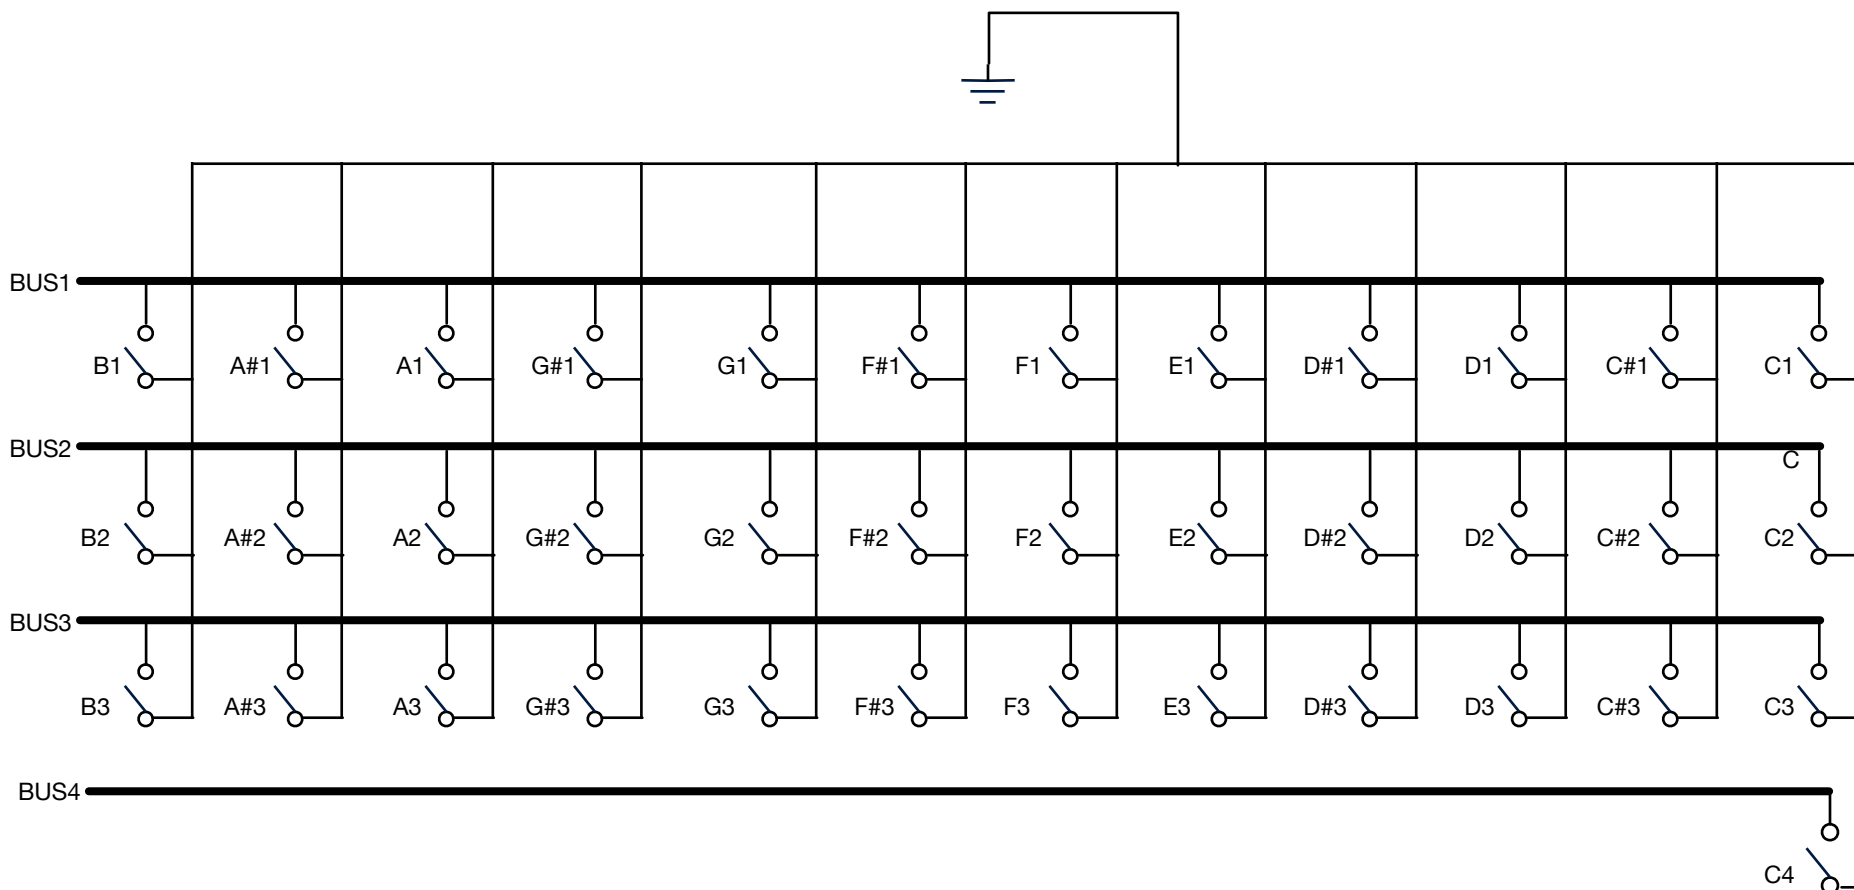 BUS1
B1 A#1 A1 G#1 G1 F#1 F1 E1 D#1 D1 C#1 C1
BUS2
C
B2 A#2 A2 G#2 G2 F#2 F2 E2 D#2 D2 C#2 C2
BUS3
B3 A#3 A3 G#3 G3 F#3 F3 E3 D#3 D3 C#3 C3
BUS4
C4